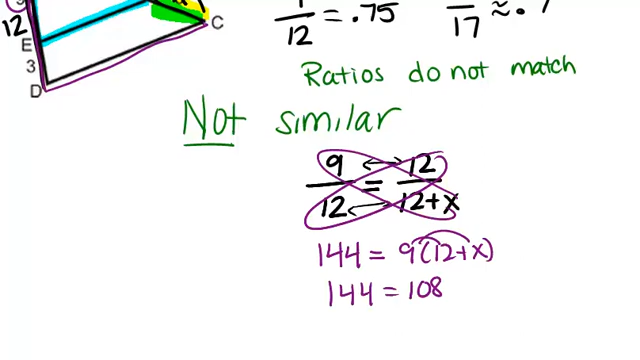 12
E
3
D
C
12 = .75
17 ≈ .7
Ratios do not match
Not similar
9/12 = 12/12+x
144 = 9(12+x)
144 = 108